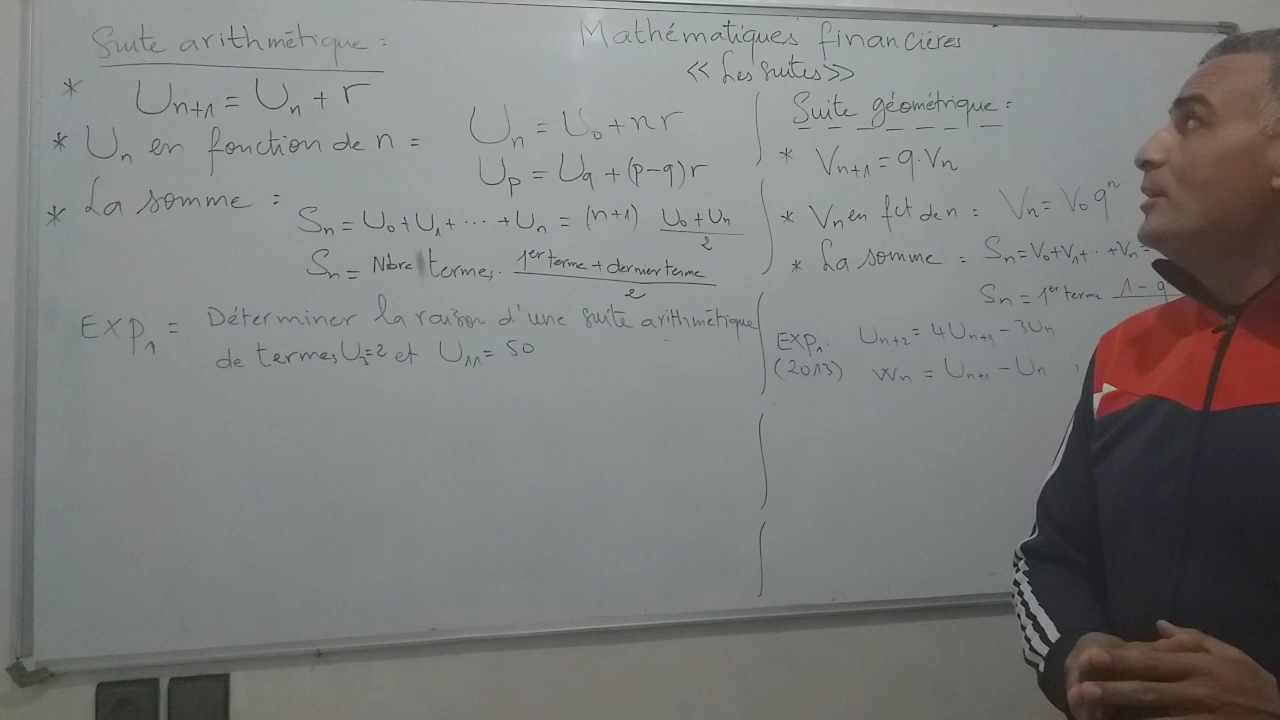 Mathématiques financières
<< Les suites >>
Suite arithmétique :
* Un+1 = Un + r
* Un en fonction de n = Un = U0 + nr
Up = Uq + (p-q)r
* La somme :
Sn = U0 + U1 + ... + Un = (n+1) (U0 + Un)/2
Sn = Nbre termes . (1er terme + dernier terme)/2
EXP1 = Déterminer la raison d'une suite arithmétique
de termes U3=2 et U11 = 50
Suite géométrique :
* Vn+1 = q.Vn
* Vn en fct de n : Vn = V0 q^n
* La somme : Sn = V0 + V1 + .. + Vn =
Sn = 1er terme 1 - q
EXP1: Un+2 = 4Un+1 - 3Un
(2013) Wn = Un+1 - Un